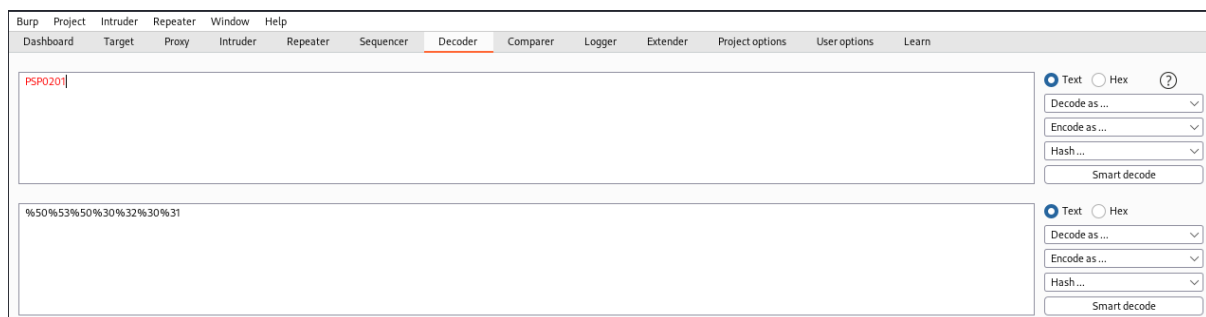 Burp Project Intruder Repeater Window Help
Dashboard Target Proxy Intruder Repeater Sequencer Decoder Comparer Logger Extender Project options User options Learn
PSP0201
Text Hex ?
Decode as ...
Encode as ...
Hash ...
Smart decode
%50%53%50%30%32%30%31
Text Hex
Decode as ...
Encode as ...
Hash ...
Smart decode